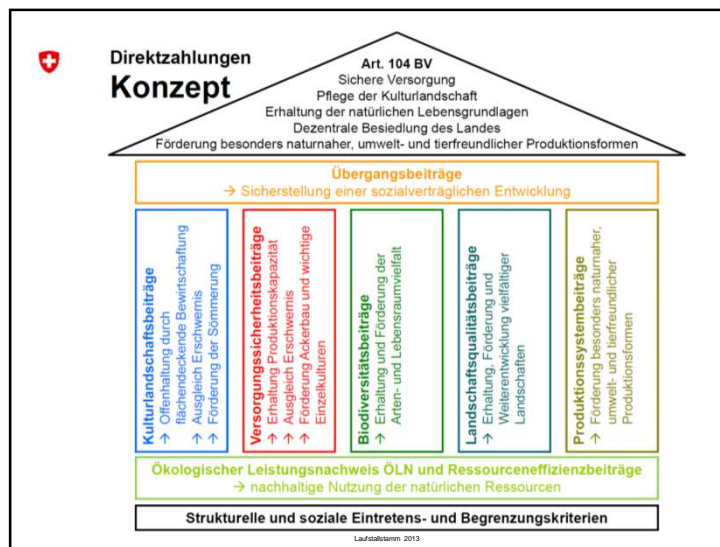 Direktzahlungen
Konzept
Art. 104 BV
Sichere Versorgung
Pflege der Kulturlandschaft
Erhaltung der natürlichen Lebensgrundlagen
Dezentrale Besiedlung des Landes
Förderung besonders naturnaher, umwelt- und tierfreundlicher Produktionsformen
Übergangsbeiträge
→ Sicherstellung einer sozialverträglichen Entwicklung
Kulturlandschaftsbeiträge
→ Offenhaltung durch
flächendeckende Bewirtschaftung
→ Ausgleich Erschwernis
→ Förderung der Sömmerung
Versorgungssicherheitsbeiträge
→ Erhaltung Produktionskapazität
→ Ausgleich Erschwernis
→ Förderung Ackerbau und wichtige
Einzelkulturen
Biodiversitätsbeiträge
→ Erhaltung und Förderung der
Arten- und Lebensraumvielfalt
Landschaftsqualitätsbeiträge
→ Erhaltung, Förderung und
Weiterentwicklung vielfältiger
Landschaften
Produktionssystembeiträge
→ Förderung besonders naturnaher,
umwelt- und tierfreundlicher
Produktionsformen
Ökologischer Leistungsnachweis ÖLN und Ressourceneffizienzbeiträge
→ nachhaltige Nutzung der natürlichen Ressourcen
Strukturelle und soziale Eintretens- und Begrenzungskriterien
Laufstallstamm 2013